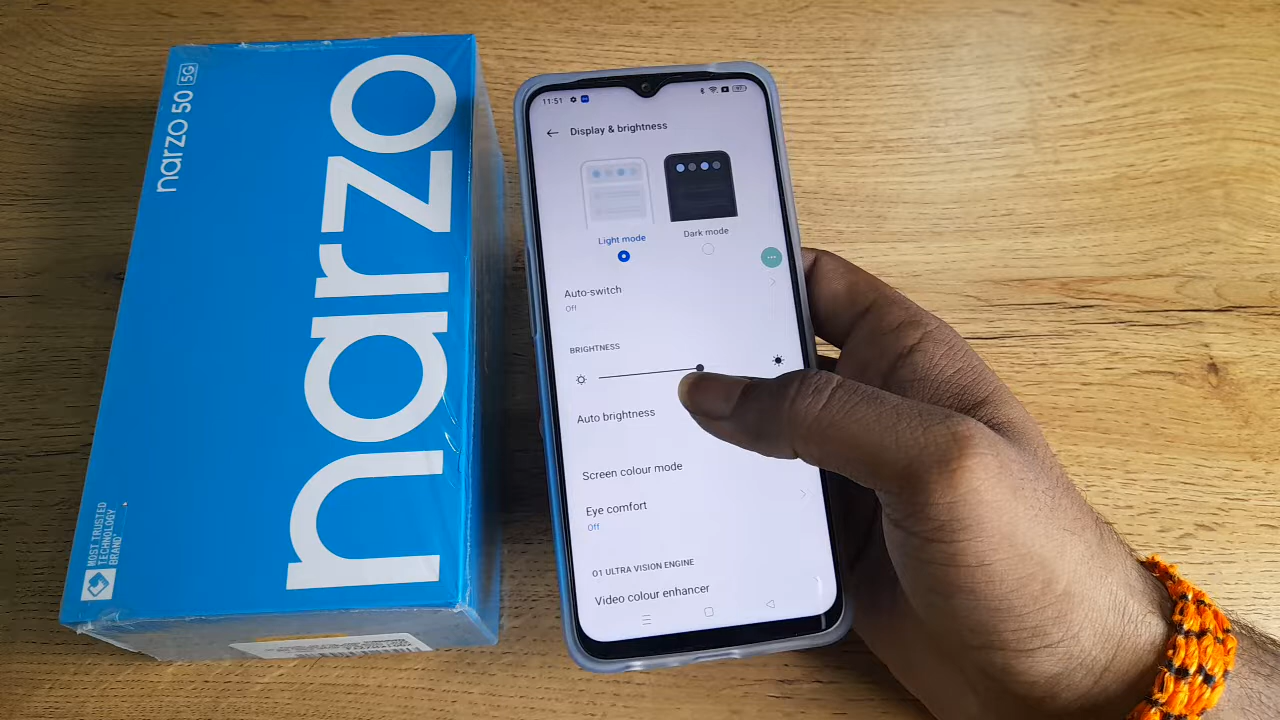 narzo 50 5G
narzo
MOST TRUSTED
TECHNOLOGY
BRAND*
11:51
Display & brightness
Light mode
Dark mode
Auto-switch
Off
BRIGHTNESS
Auto brightness
Screen colour mode
Eye comfort
Off
O1 ULTRA VISION ENGINE
Video colour enhancer